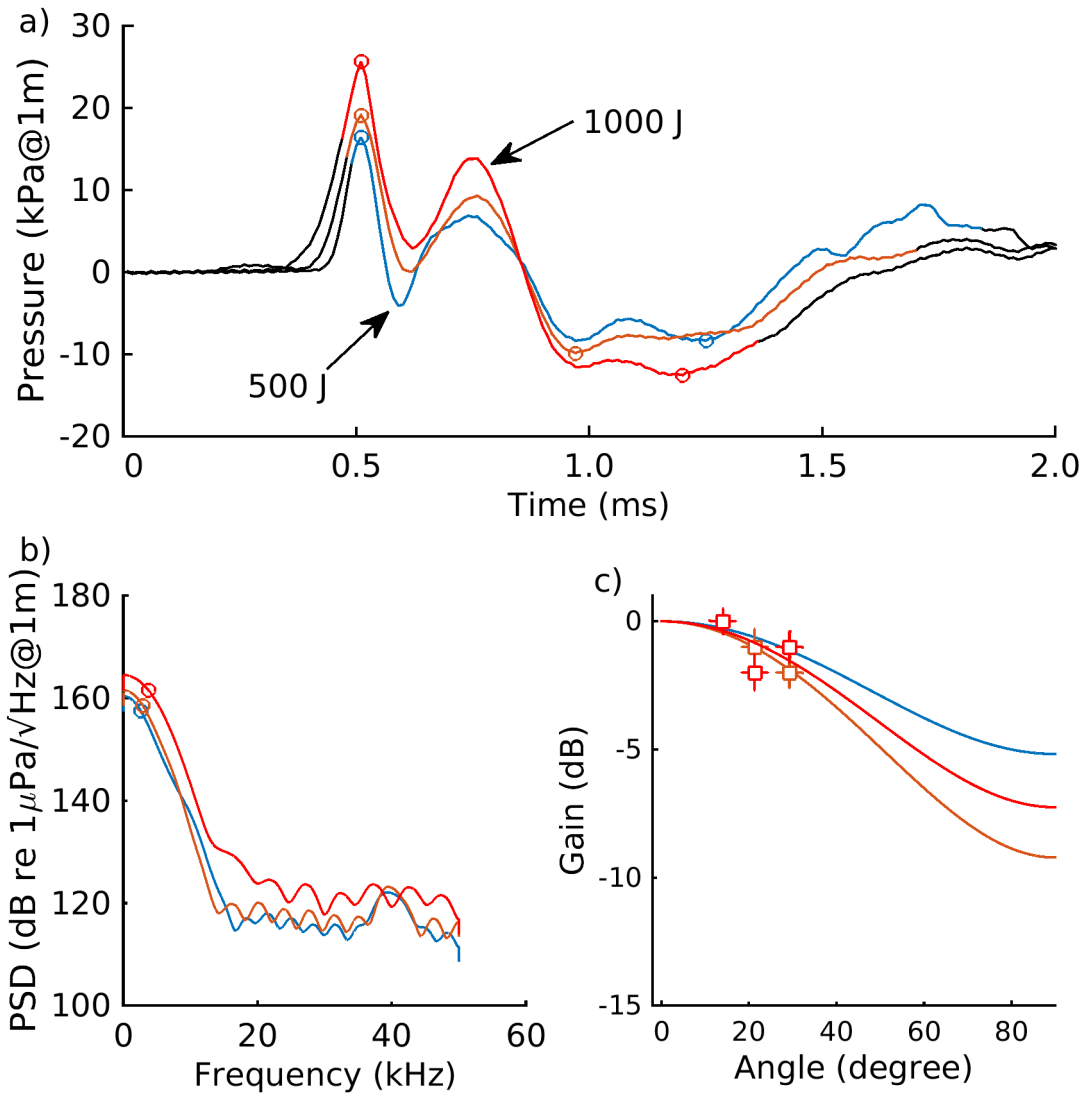 a)
30
20
10
0
-10
-20
Pressure (kPa@1m)
1000 J
500 J
0 0.5 1.0 1.5 2.0
Time (ms)
b)
180
160
140
120
100
PSD (dB re 1μPa/√Hz@1m)
0 20 40 60
Frequency (kHz)
c)
0
-5
-10
-15
Gain (dB)
0 20 40 60 80
Angle (degree)